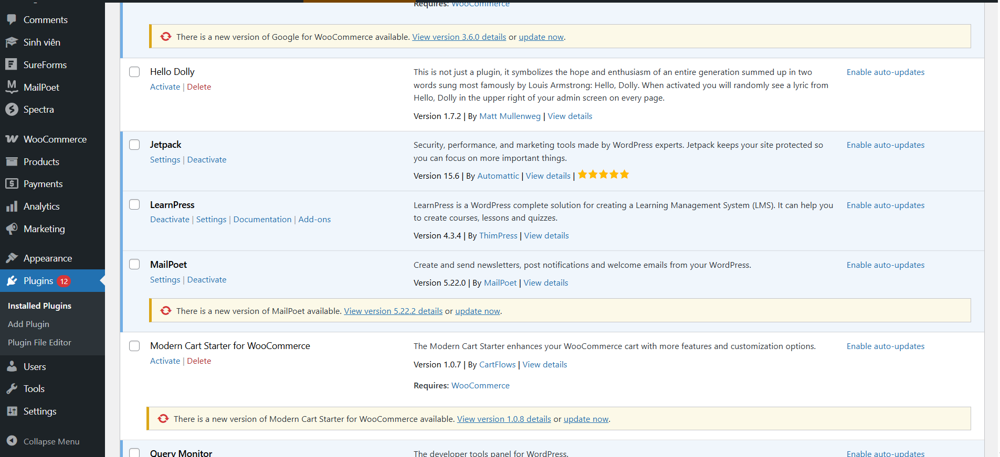 Comments
Sinh viên
SureForms
MailPoet
Spectra
WooCommerce
Products
Payments
Analytics
Marketing
Appearance
Plugins 12
Installed Plugins
Add Plugin
Plugin File Editor
Users
Tools
Settings
Collapse Menu
Requires: WooCommerce
There is a new version of Google for WooCommerce available. View version 3.6.0 details or update now.
Hello Dolly
Activate | Delete
This is not just a plugin, it symbolizes the hope and enthusiasm of an entire generation summed up in two
words sung most famously by Louis Armstrong: Hello, Dolly. When activated you will randomly see a lyric from
Hello, Dolly in the upper right of your admin screen on every page.
Version 1.7.2 | By Matt Mullenweg | View details
Enable auto-updates
Jetpack
Settings | Deactivate
Security, performance, and marketing tools made by WordPress experts. Jetpack keeps your site protected so
you can focus on more important things.
Version 15.6 | By Automattic | View details |
Enable auto-updates
LearnPress
Deactivate | Settings | Documentation | Add-ons
LearnPress is a WordPress complete solution for creating a Learning Management System (LMS). It can help you
to create courses, lessons and quizzes.
Version 4.3.4 | By ThimPress | View details
Enable auto-updates
MailPoet
Settings | Deactivate
Create and send newsletters, post notifications and welcome emails from your WordPress.
Version 5.22.0 | By MailPoet | View details
Enable auto-updates
There is a new version of MailPoet available. View version 5.22.2 details or update now.
Modern Cart Starter for WooCommerce
Activate | Delete
The Modern Cart Starter enhances your WooCommerce cart with more features and customization options.
Version 1.0.7 | By CartFlows | View details
Requires: WooCommerce
Enable auto-updates
There is a new version of Modern Cart Starter for WooCommerce available. View version 1.0.8 details or update now.
Query Monitor
The developer tools panel for WordPress.
Enable auto-updates